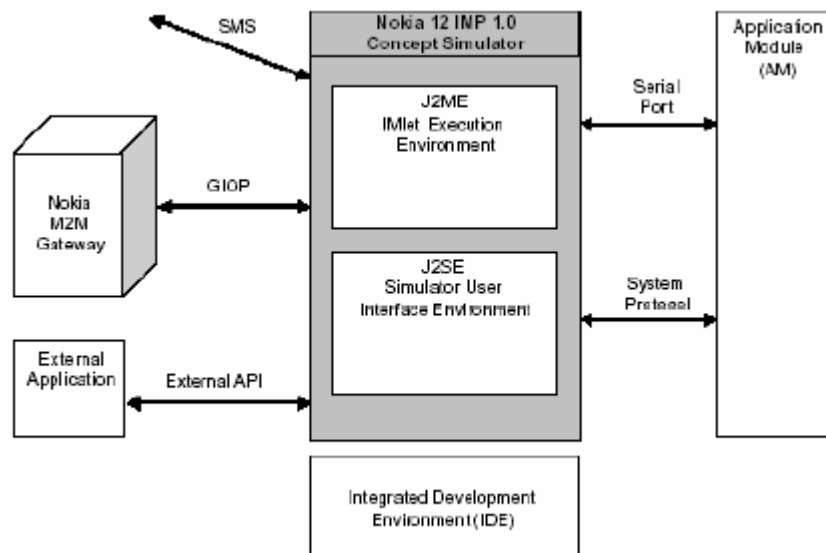 SMS
Nokia 12 IMP 1.0
Concept Simulator
Application
Module
(AM)
J2ME
IMlet Execution
Environment
Serial
Port
GIOP
Nokia
M2M
Gateway
J2SE
Simulator User
Interface Environment
System
Protocol
External
Application
External API
Integrated Development
Environment (IDE)